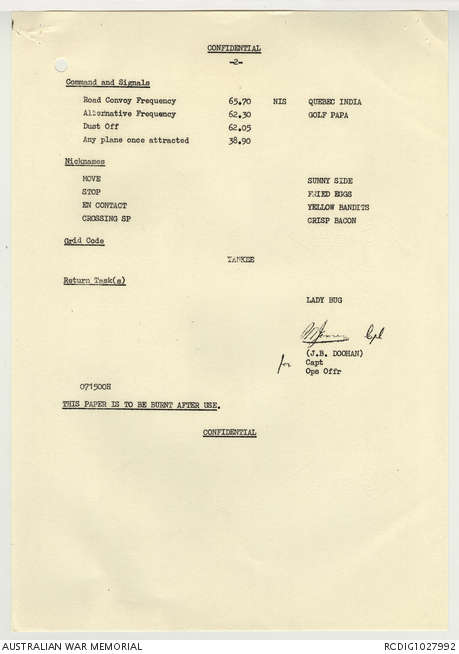 CONFIDENTIAL
-2-
Command and Signals
Road Convoy Frequency 65.70 NIS QUEBEC INDIA
Alternative Frequency 62.30 GOLF PAPA
Dust Off 62.05
Any plane once attracted 38.90
Nicknames
MOVE SUNNY SIDE
STOP FRIED EGGS
EN CONTACT YELLOW BANDITS
CROSSING SP CRISP BACON
Grid Code
YANKEE
Return Task(s)
LADY BUG
Cpl
(J.B. DOOHAN)
for Capt
Ops Offr
071500H
THIS PAPER IS TO BE BURNT AFTER USE.
CONFIDENTIAL
AUSTRALIAN WAR MEMORIAL RCDIG1027992